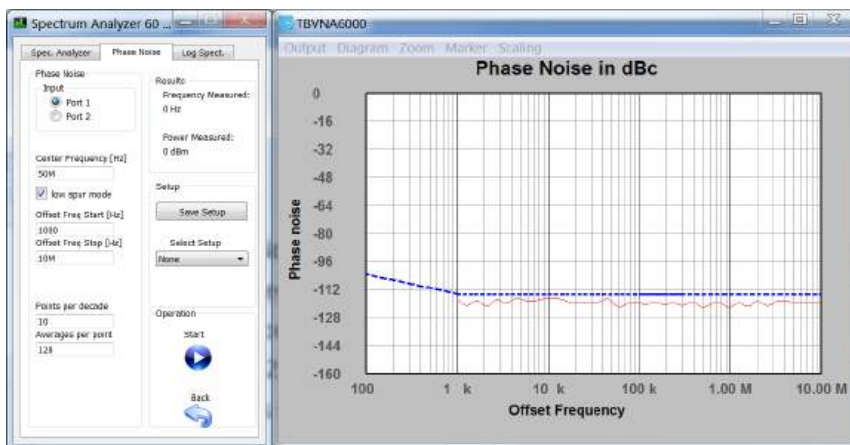 Spectrum Analyzer 60 ...
Spec. Analyzer
Phase Noise
Log Spect.
Phase Noise
Input
Port 1
Port 2
Center Frequency [Hz]
50M
low spur mode
Offset Freq Start [Hz]
1000
Offset Freq Stop [Hz]
10M
Points per decade
10
Averages per point
128
Results
Frequency Measured:
0 Hz
Power Measured:
0 dBm
Setup
Save Setup
Select Setup
None
Operation
Start
Back
TBVNA6000
Output Diagram Zoom Marker Scaling
Phase Noise in dBc
Phase noise
0
-16
-32
-48
-64
-80
-96
-112
-128
-144
-160
100 1 k 10 k 100 k 1.00 M 10.00 M
Offset Frequency